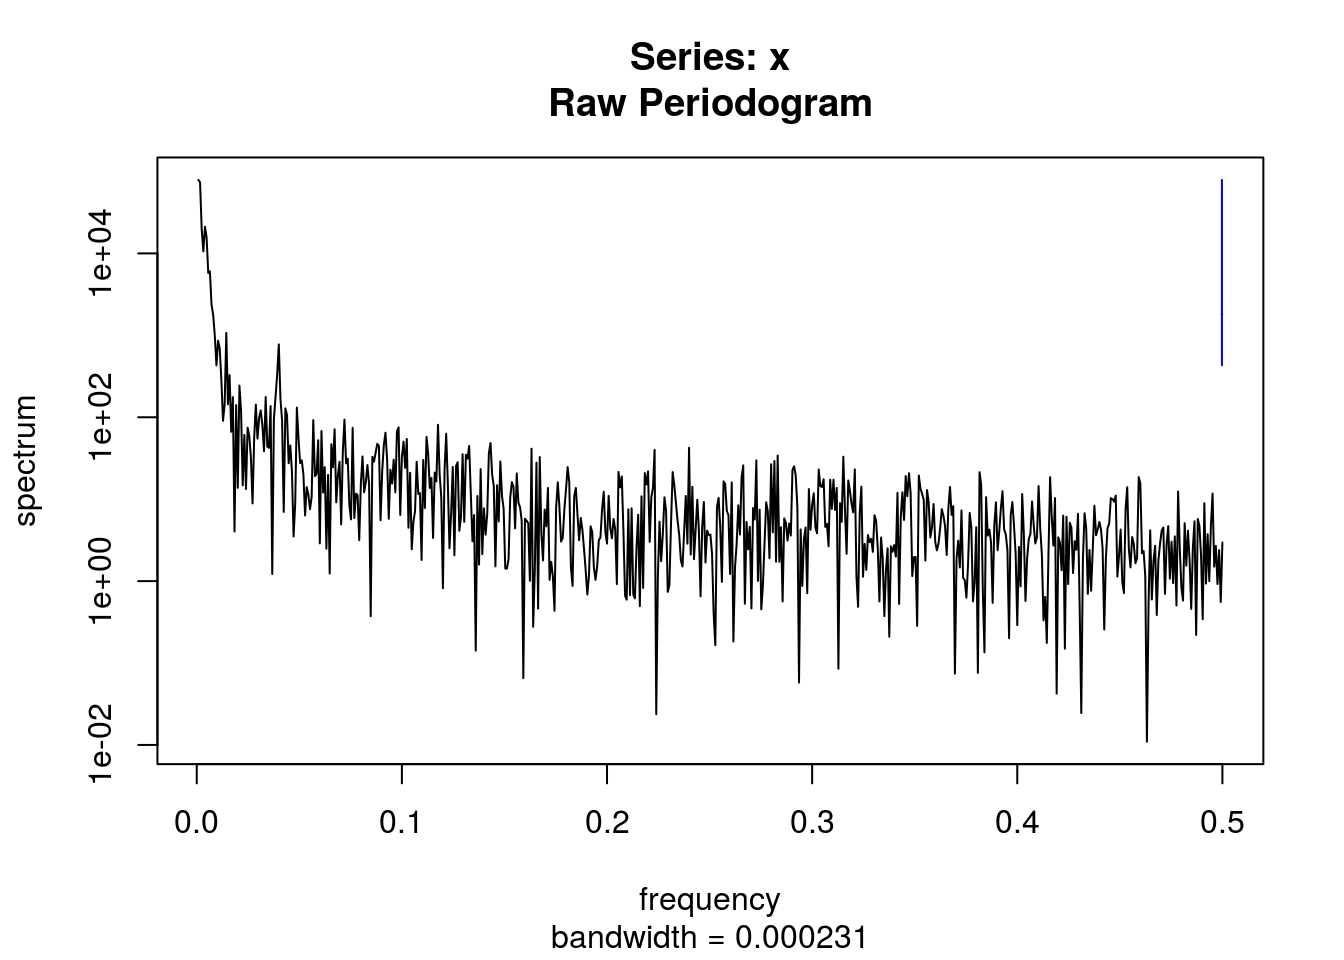 Series: x
Raw Periodogram
spectrum
1e+04
1e+02
1e+00
1e-02
0.0 0.1 0.2 0.3 0.4 0.5
frequency
bandwidth = 0.000231